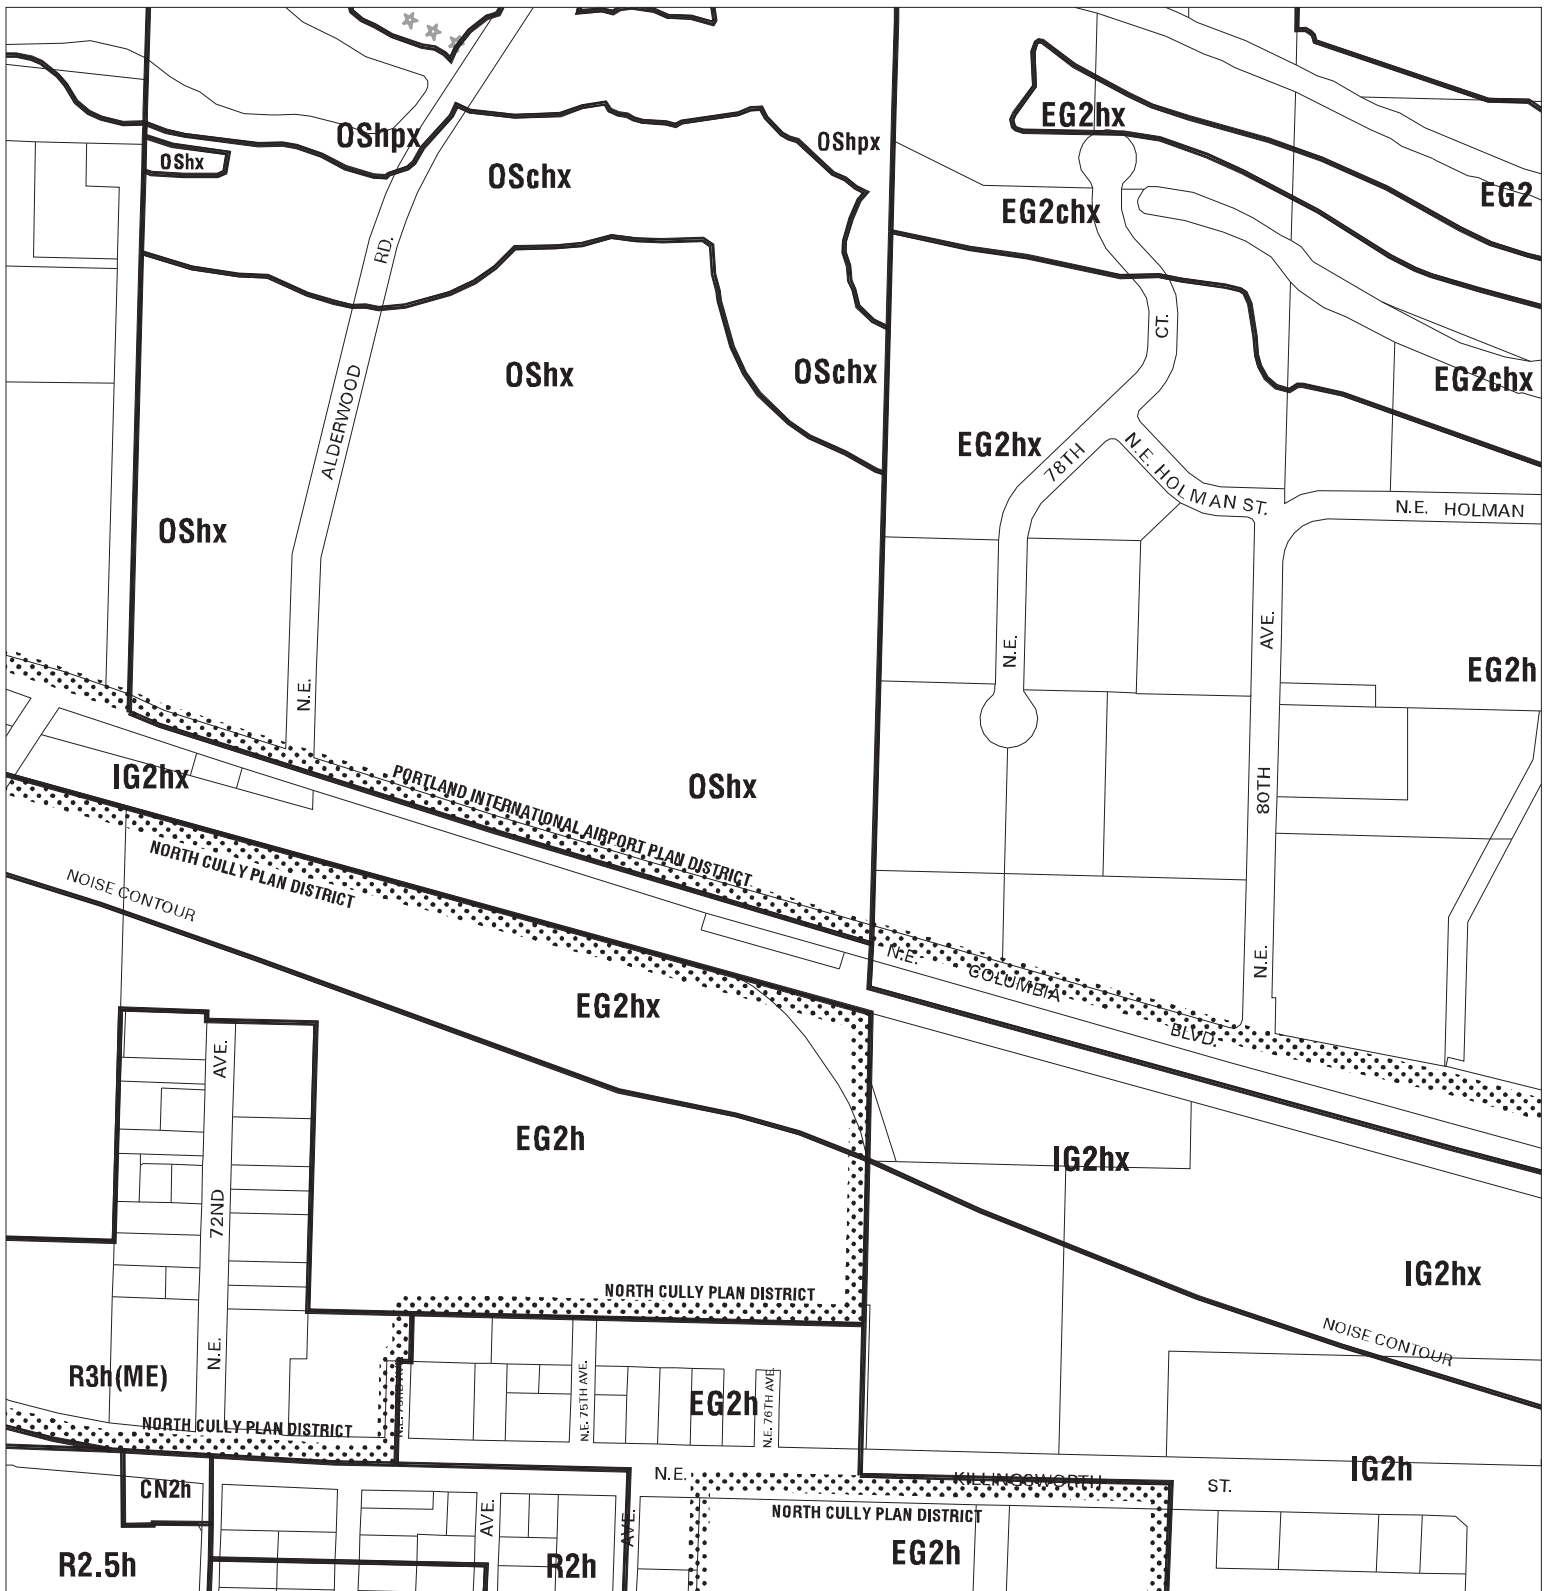 OShpx
OShx
OSchx
OShpx
EG2hx
EG2
EG2chx
RD.
CT.
OShx
OSchx
EG2chx
ALDERWOOD
EG2hx
78TH
N.E. HOLMAN ST.
N.E. HOLMAN
OShx
AVE.
N.E.
EG2h
N.E.
IG2hx
OShx
80TH
PORTLAND INTERNATIONAL AIRPORT PLAN DISTRICT
NORTH CULLY PLAN DISTRICT
NOISE CONTOUR
N.E.
N.E. COLUMBIA BLVD.
EG2hx
AVE.
EG2h
IG2hx
72ND
IG2hx
NORTH CULLY PLAN DISTRICT
NOISE CONTOUR
N.E.
R3h(ME)
N.E. 75TH AVE.
EG2h
N.E. 76TH AVE.
NORTH CULLY PLAN DISTRICT
IG2h
N.E. KILLINGSWORTH ST.
CN2h
NORTH CULLY PLAN DISTRICT
AVE.
AVE.
EG2h
R2.5h
R2h